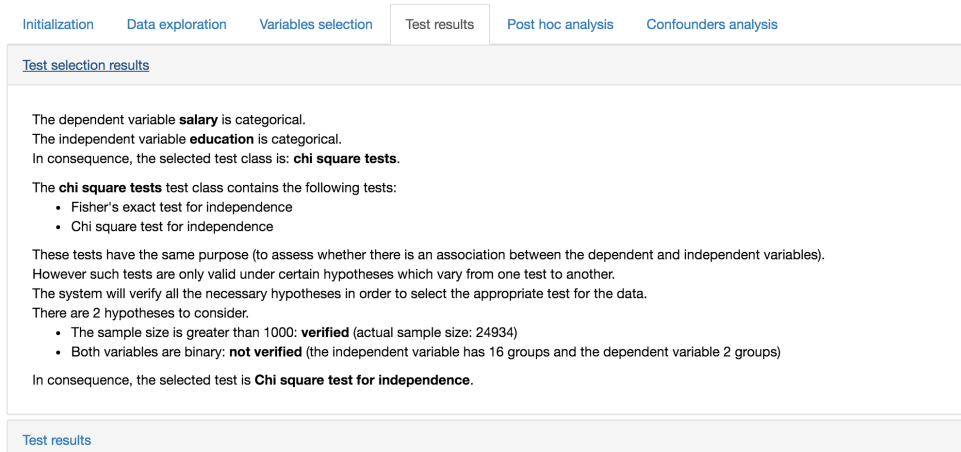 Initialization Data exploration Variables selection Test results Post hoc analysis Confounders analysis
Test selection results
The dependent variable salary is categorical.
The independent variable education is categorical.
In consequence, the selected test class is: chi square tests.
The chi square tests test class contains the following tests:
• Fisher's exact test for independence
• Chi square test for independence
These tests have the same purpose (to assess whether there is an association between the dependent and independent variables).
However such tests are only valid under certain hypotheses which vary from one test to another.
The system will verify all the necessary hypotheses in order to select the appropriate test for the data.
There are 2 hypotheses to consider.
• The sample size is greater than 1000: verified (actual sample size: 24934)
• Both variables are binary: not verified (the independent variable has 16 groups and the dependent variable 2 groups)
In consequence, the selected test is Chi square test for independence.
Test results